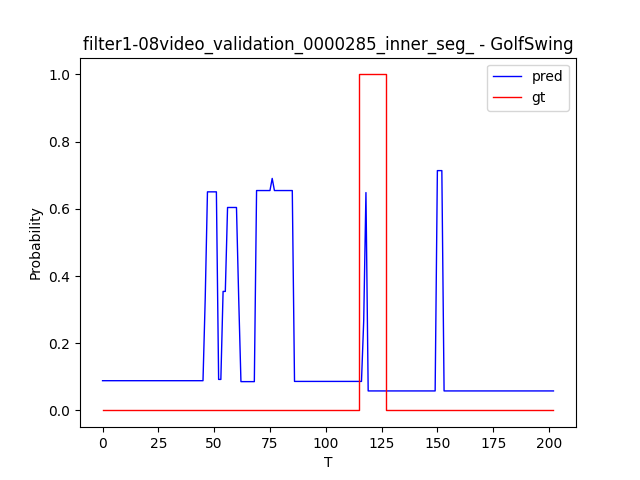 filter1-08video_validation_0000285_inner_seg_ - GolfSwing
pred
gt
1.0
0.8
0.6
0.4
0.2
0.0
Probability
0 25 50 75 100 125 150 175 200
T